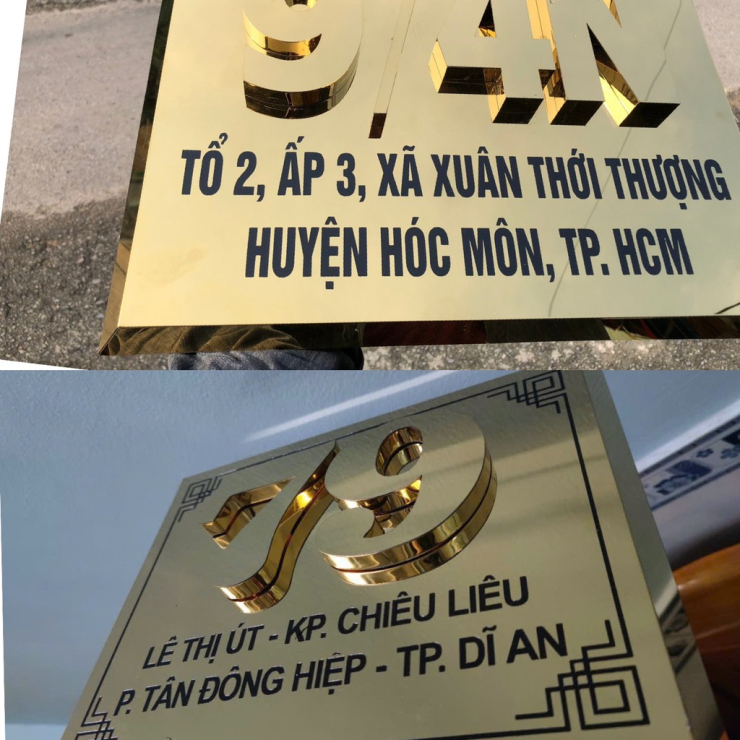 9/4N
TỔ 2, ẤP 3, XÃ XUÂN THỚI THƯỢNG
HUYỆN HÓC MÔN, TP. HCM
79
LÊ THỊ ÚT - KP. CHIÊU LIÊU
P. TÂN ĐÔNG HIỆP - TP. DĨ AN